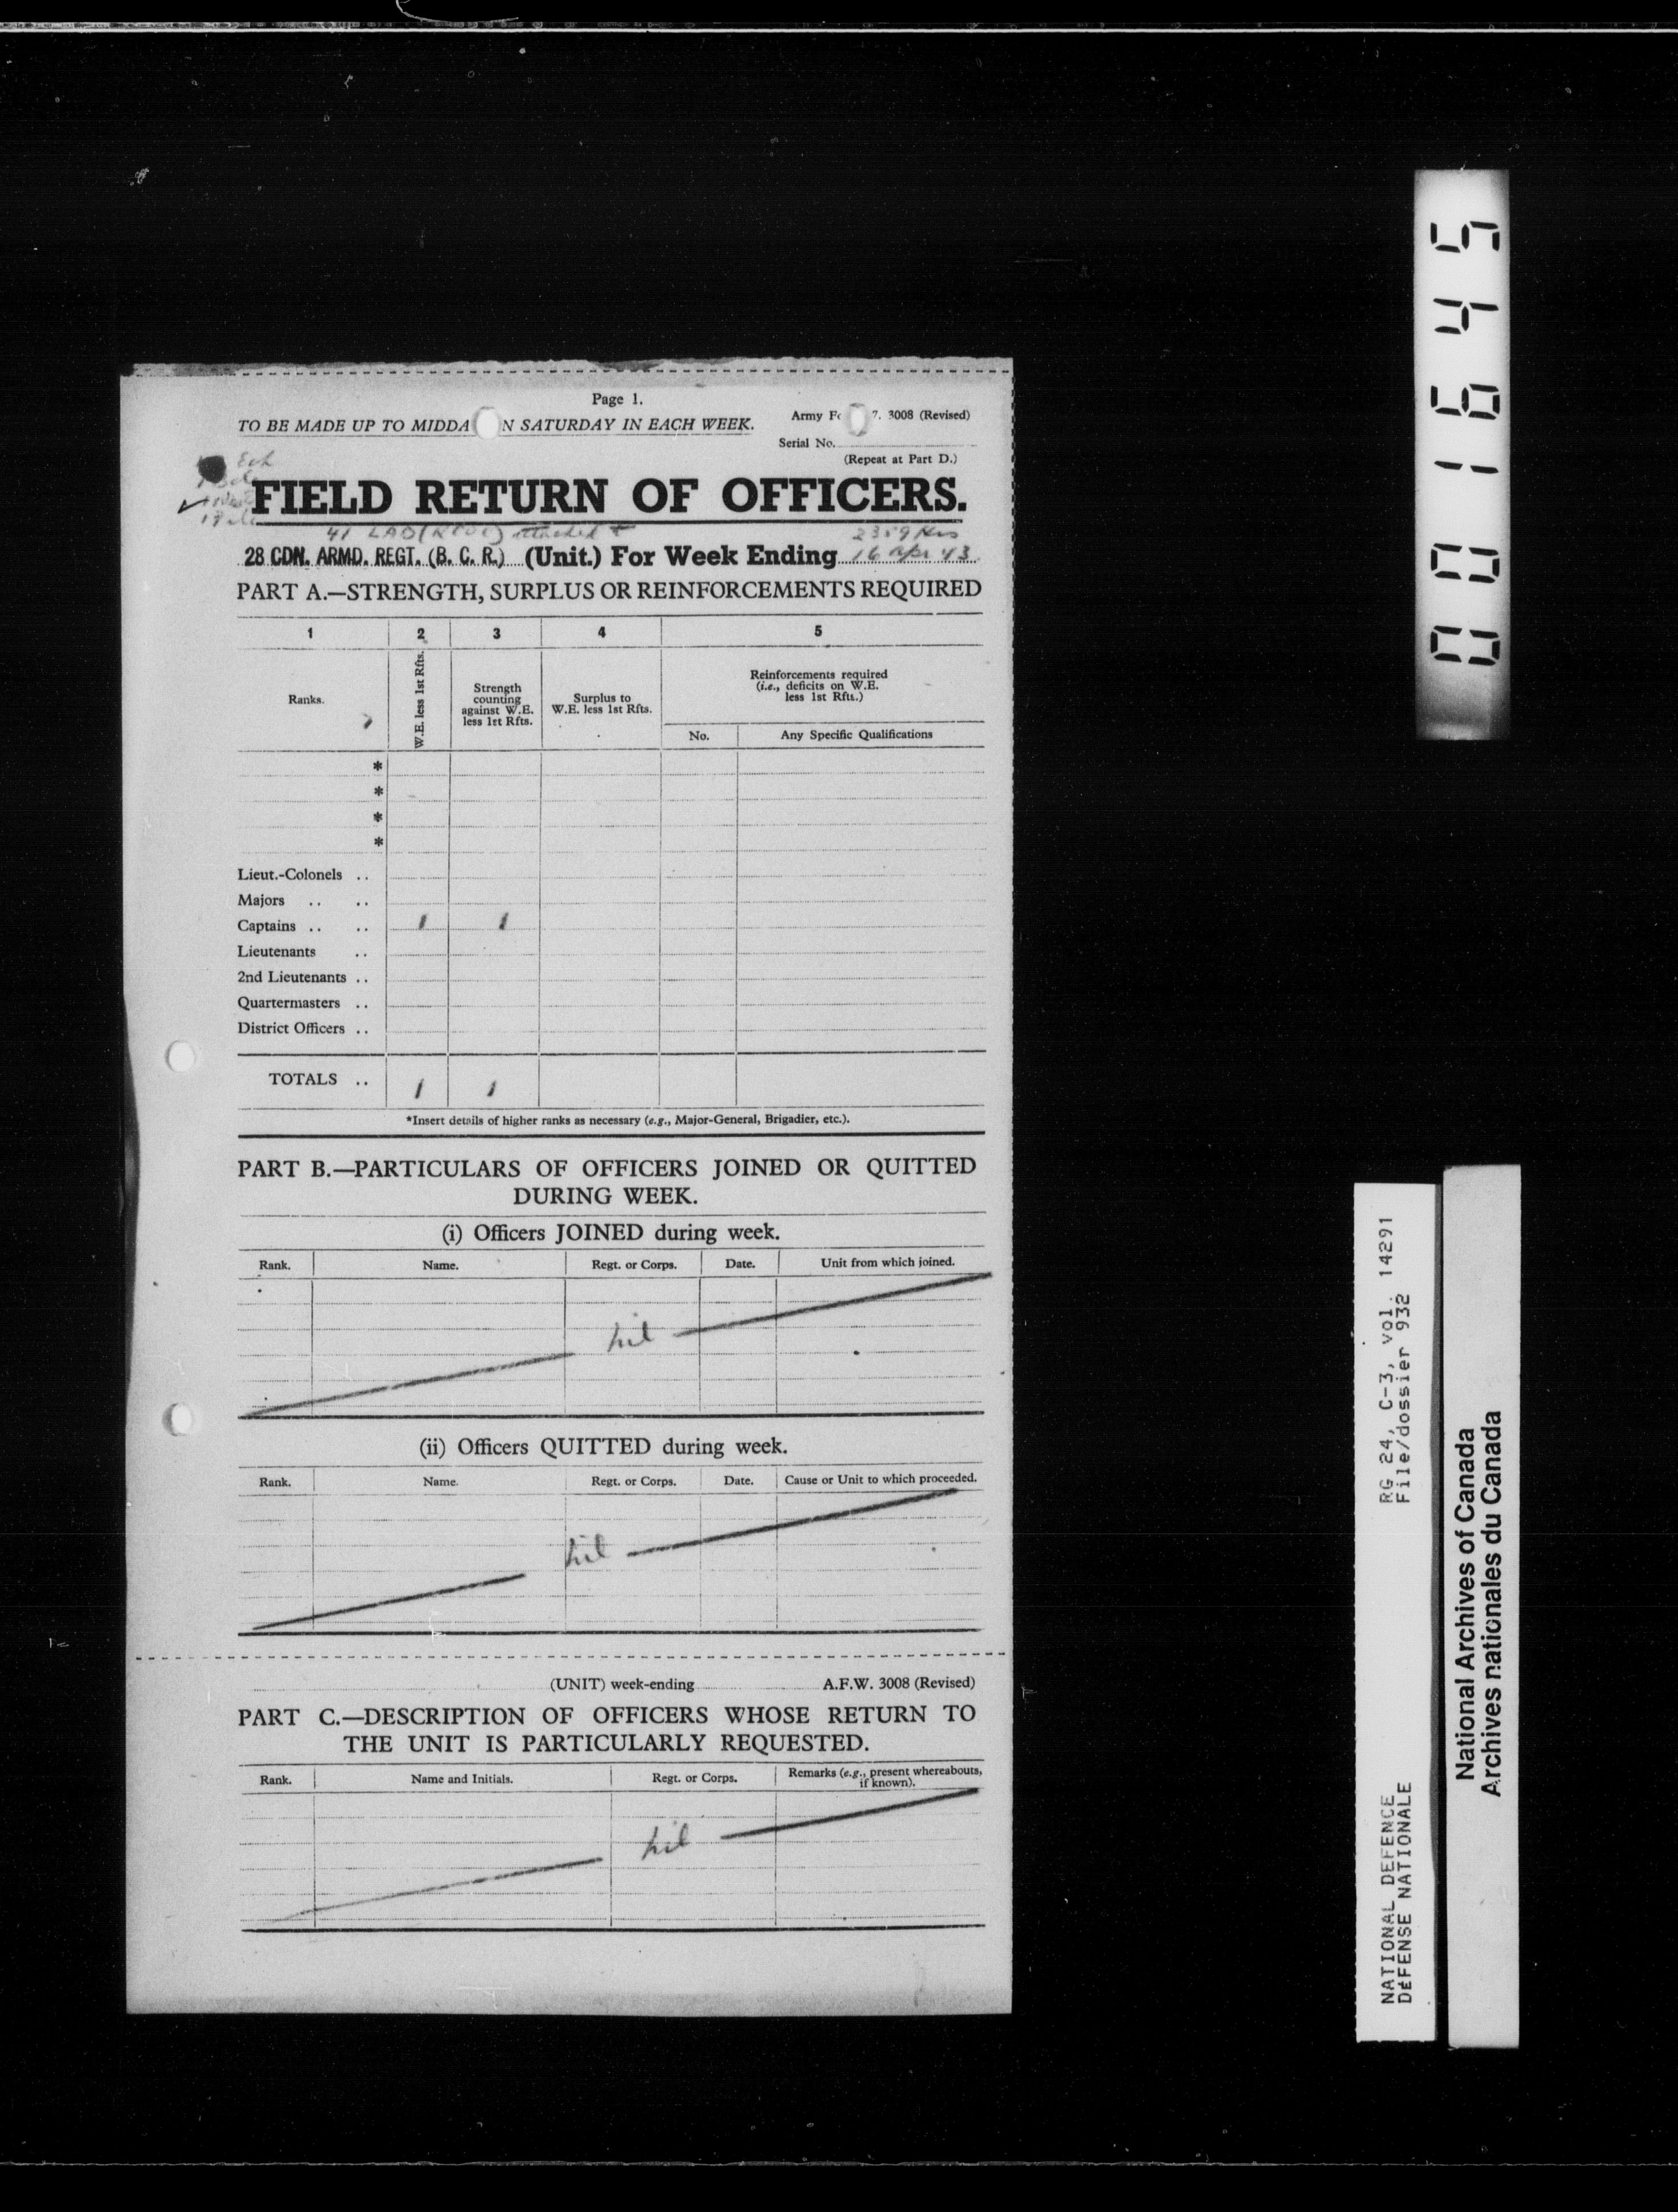 Page 1.
TO BE MADE UP TO MIDDA N SATURDAY IN EACH WEEK.
Army Fo 7. 3008 (Revised)
Serial No.
(Repeat at Part D.)
FIELD RETURN OF OFFICERS.
41 LAD (RCOC) attached to
2359 Hrs
28 CDN. ARMD. REGT. (B. C. R.) (Unit.) For Week Ending 16 Apr 43
PART A.—STRENGTH, SURPLUS OR REINFORCEMENTS REQUIRED
1 2 3 4 5
Ranks.
W.E. less 1st Rfts.
Strength
counting
against W.E.
less 1st Rfts.
Surplus to
W.E. less 1st Rfts.
Reinforcements required
(i.e., deficits on W.E.
less 1st Rfts.)
No. Any Specific Qualifications
*
*
*
*
Lieut.-Colonels ..
Majors .. ..
Captains .. .. 1 1
Lieutenants ..
2nd Lieutenants ..
Quartermasters ..
District Officers ..
TOTALS .. 1 1
*Insert details of higher ranks as necessary (e.g., Major-General, Brigadier, etc.).
PART B.—PARTICULARS OF OFFICERS JOINED OR QUITTED
DURING WEEK.
(i) Officers JOINED during week.
Rank. Name. Regt. or Corps. Date. Unit from which joined.
nil
(ii) Officers QUITTED during week.
Rank. Name. Regt. or Corps. Date. Cause or Unit to which proceeded.
nil
(UNIT) week-ending A.F.W. 3008 (Revised)
PART C.—DESCRIPTION OF OFFICERS WHOSE RETURN TO
THE UNIT IS PARTICULARLY REQUESTED.
Rank. Name and Initials. Regt. or Corps. Remarks (e.g., present whereabouts,
if known).
nil
001645
RG 24, C-3, vol. 14291
File/dossier 932
NATIONAL DEFENCE
DÉFENSE NATIONALE
National Archives of Canada
Archives nationales du Canada